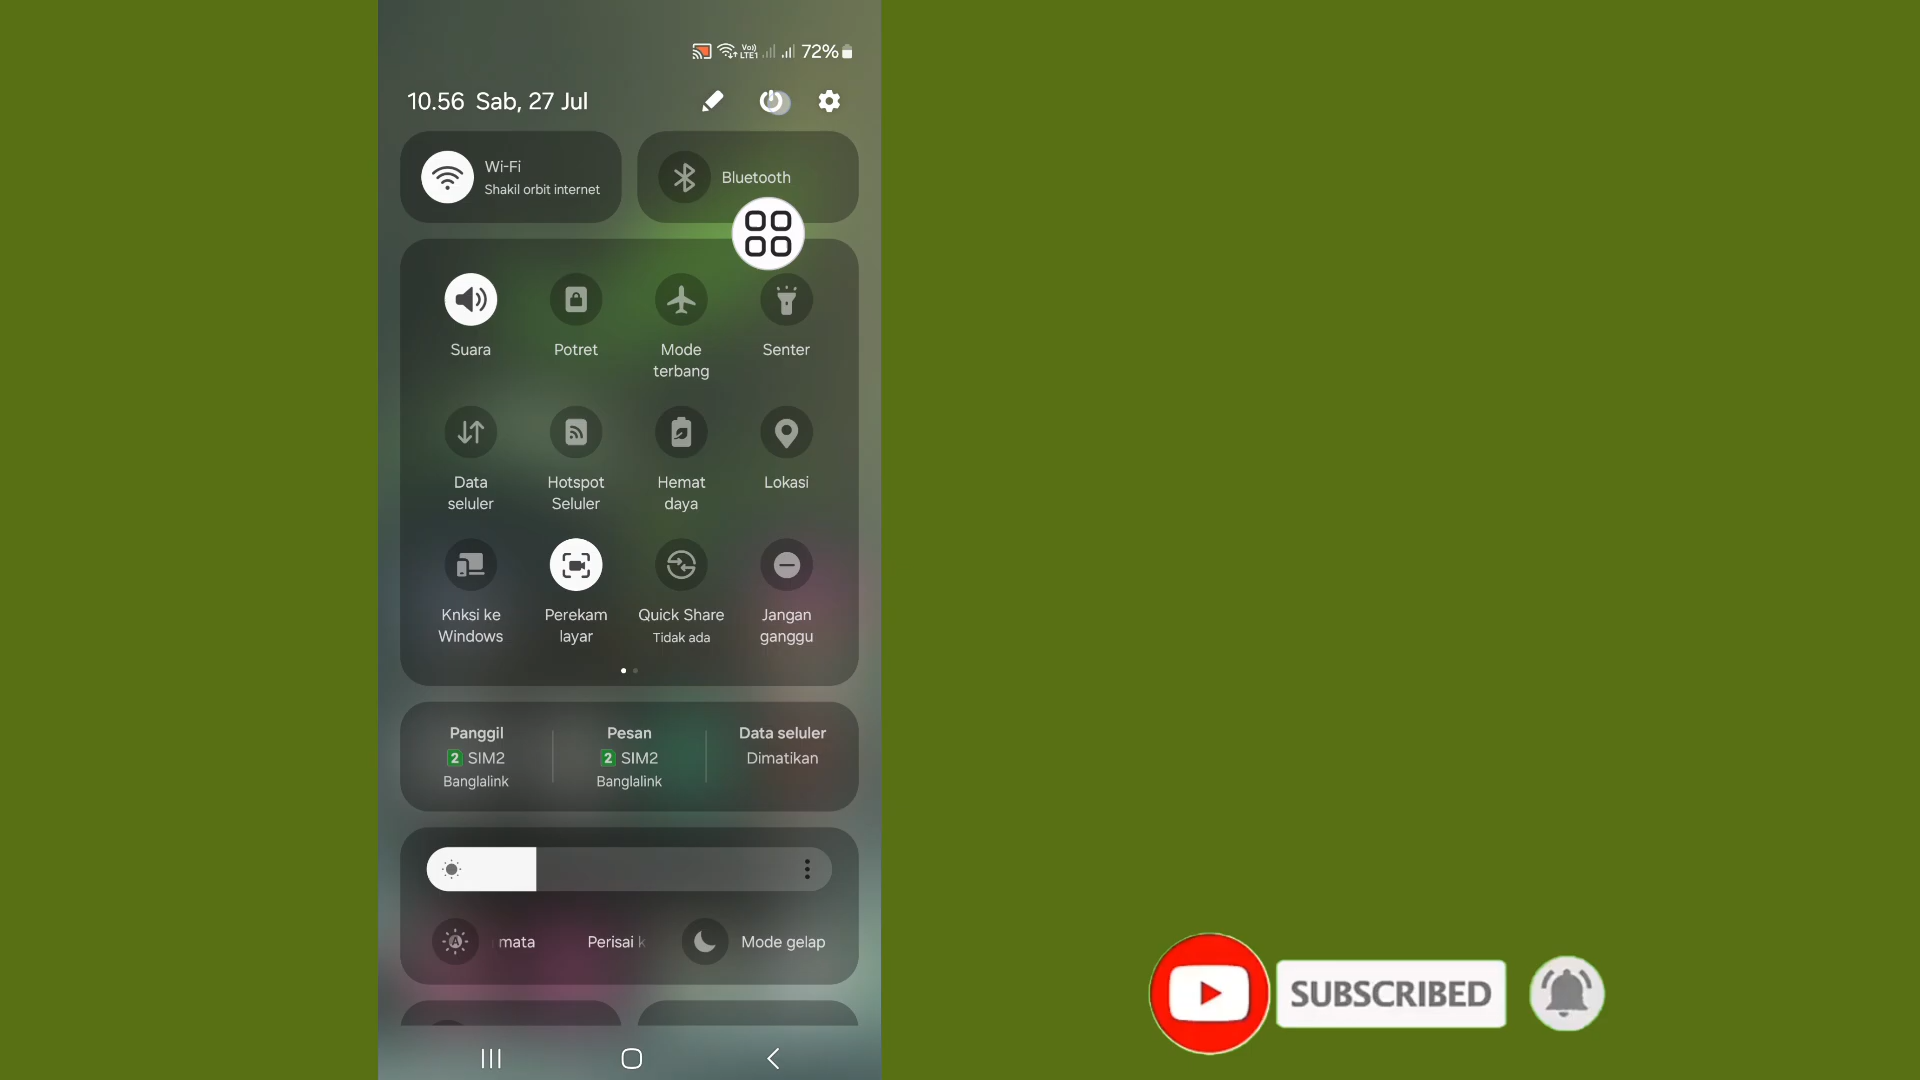 Vo))
LTE1
72%
10.56 Sab, 27 Jul
Wi-Fi
Shakil orbit internet
Bluetooth
Suara
Potret
Mode
terbang
Senter
Data
seluler
Hotspot
Seluler
Hemat
daya
Lokasi
Knksi ke
Windows
Perekam
layar
Quick Share
Tidak ada
Jangan
ganggu
Panggil
2 SIM2
Banglalink
Pesan
2 SIM2
Banglalink
Data seluler
Dimatikan
A
mata
Perisai k
Mode gelap
SUBSCRIBED